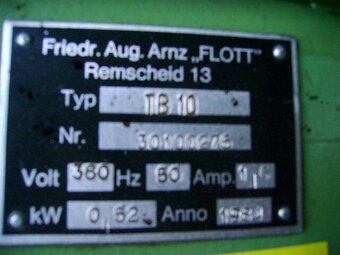 Friedr. Aug. Arnz „FLOTT"
Remscheid 13
Typ TB 10
Nr. 30100275
Volt 380 Hz 50 Amp.
kW 0,52 Anno